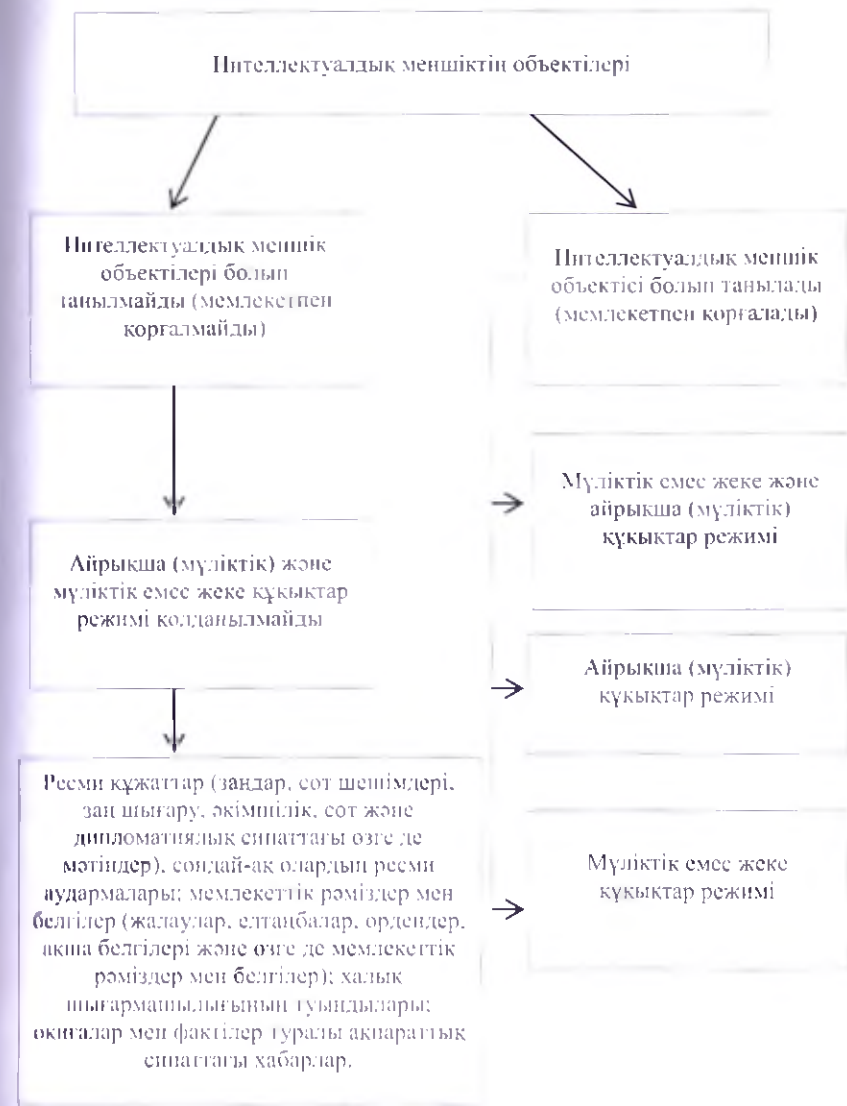 Интеллектуалдық меншіктің объектілері
Интеллектуалдық меншік
объектілері болып
танылмайды (мемлекетпен
қорғалмайды)
Айрықша (мүліктік) және
мүліктік емес жеке құқықтар
режимі қолданылмайды
Ресми құжаттар (заңдар, сот шешімдері,
заң шығару, әкімшілік, сот және
дипломатиялық сипаттағы өзге де
мәтіндер), сондай-ақ олардың ресми
аудармалары; мемлекеттік рәміздер мен
белгілер (жалаулар, елтаңбалар, ордендер,
ақша белгілері және өзге де мемлекеттік
рәміздер мен белгілер); халық
шығармашылығының туындылары;
оқиғалар мен фактілер туралы ақпараттық
сипаттағы хабарлар.
Интеллектуалдық меншік
объектісі болып танылады
(мемлекетпен қорғалады)
Мүліктік емес жеке және
айрықша (мүліктік)
құқықтар режимі
Айрықша (мүліктік)
құқықтар режимі
Мүліктік емес жеке
құқықтар режимі